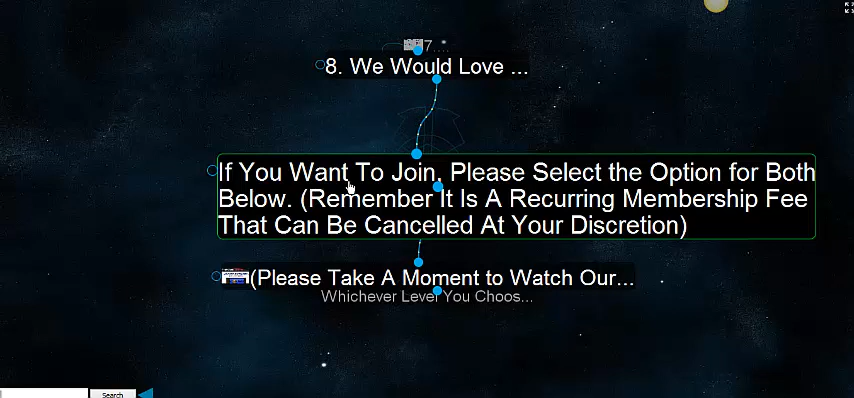 7....
8. We Would Love ...
If You Want To Join, Please Select the Option for Both
Below. (Remember It Is A Recurring Membership Fee
That Can Be Cancelled At Your Discretion)
(Please Take A Moment to Watch Our...
Whichever Level You Choos...
Search